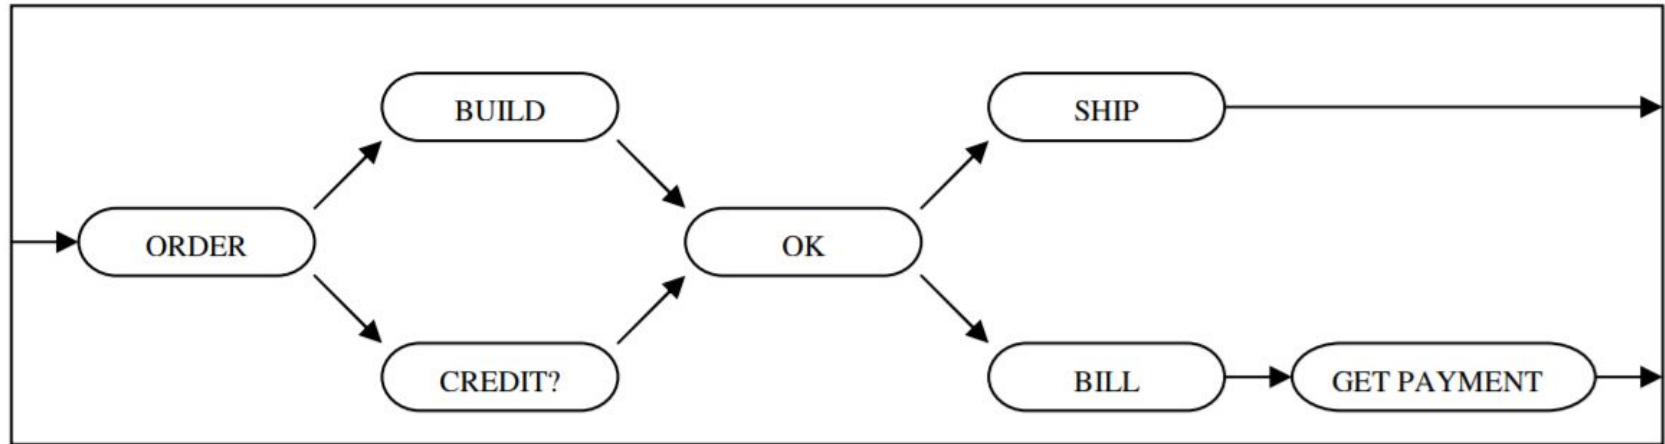 BUILD
SHIP
ORDER
OK
CREDIT?
BILL
GET PAYMENT